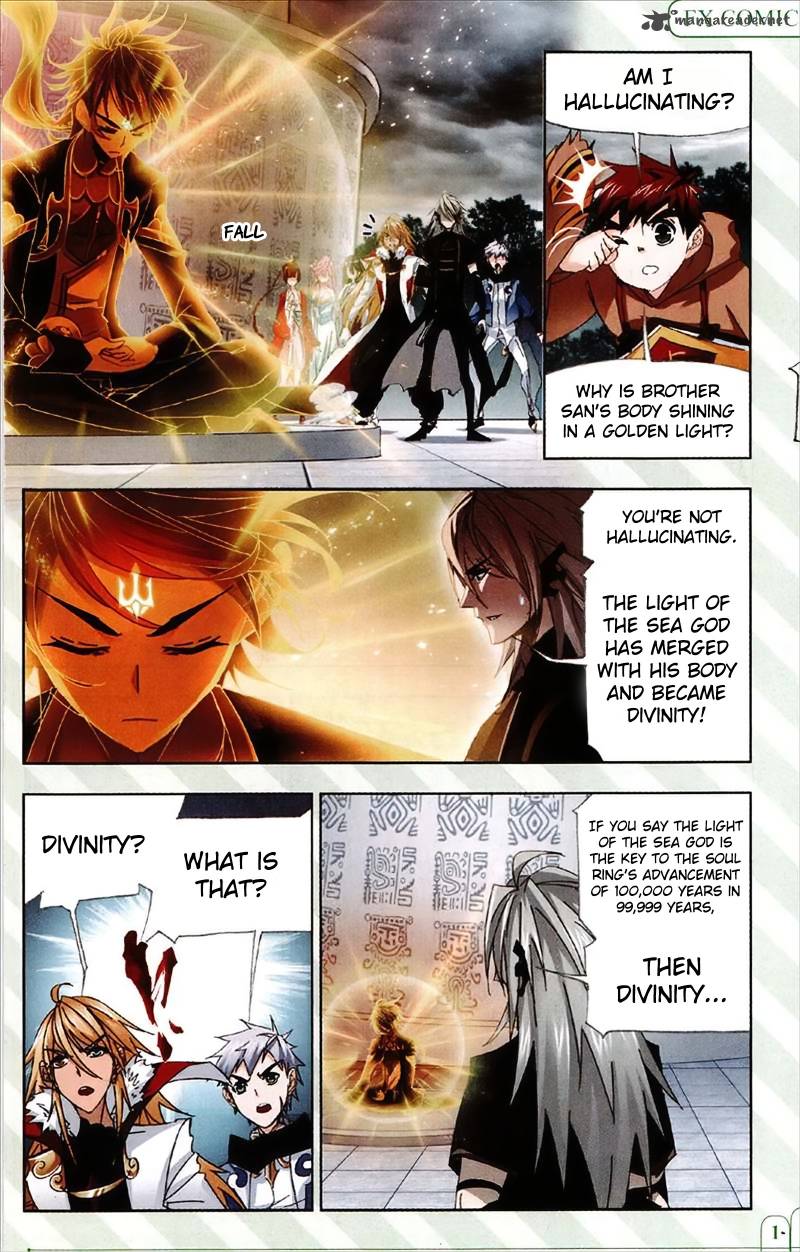 FY COMIC
mangareader.net
AM I
HALLUCINATING?
FALL
WHY IS BROTHER
SAN'S BODY SHINING
IN A GOLDEN LIGHT?
YOU'RE NOT
HALLUCINATING.
THE LIGHT OF
THE SEA GOD
HAS MERGED
WITH HIS BODY
AND BECAME
DIVINITY!
DIVINITY?
WHAT IS
THAT?
IF YOU SAY THE LIGHT
OF THE SEA GOD IS
THE KEY TO THE SOUL
RING'S ADVANCEMENT
OF 100,000 YEARS IN
99,999 YEARS,
THEN
DIVINITY...